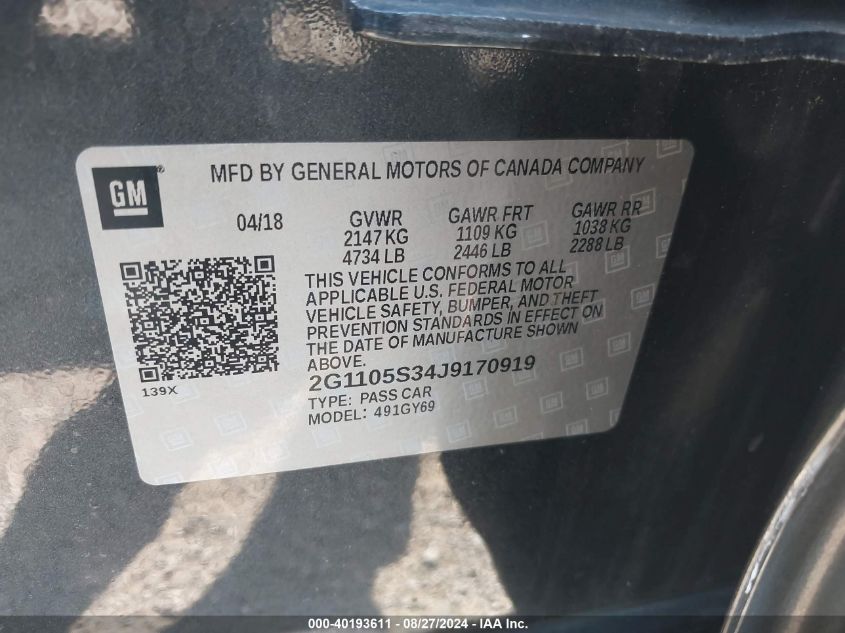 GM®
MFD BY GENERAL MOTORS OF CANADA COMPANY
04/18 GVWR GAWR FRT GAWR RR
2147 KG 1109 KG 1038 KG
4734 LB 2446 LB 2288 LB
THIS VEHICLE CONFORMS TO ALL
APPLICABLE U.S. FEDERAL MOTOR
VEHICLE SAFETY, BUMPER, AND THEFT
PREVENTION STANDARDS IN EFFECT ON
THE DATE OF MANUFACTURE SHOWN
ABOVE.
139X
2G1105S34J9170919
TYPE: PASS CAR
MODEL: 491GY69
000-40193611 - 08/27/2024 - IAA Inc.